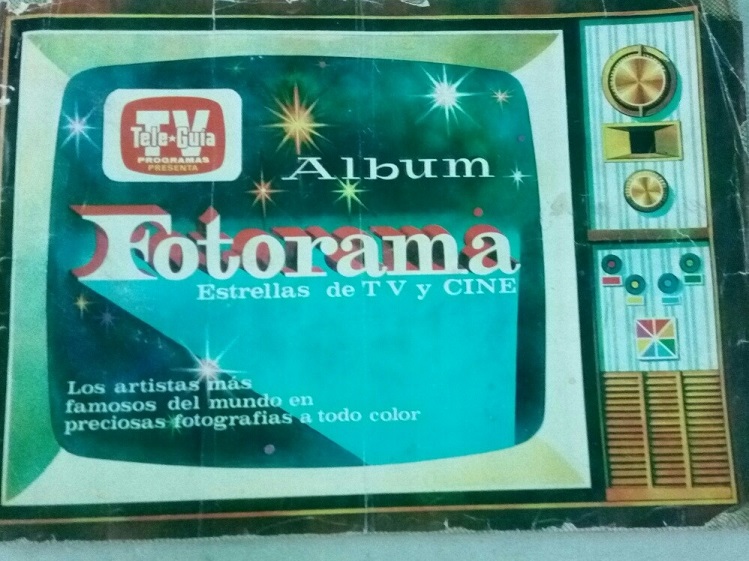 TV
Tele★Guía
PROGRAMAS
PRESENTA
Album
Fotorama
Estrellas de TV y CINE
Los artistas más
famosos del mundo en
preciosas fotografias a todo color